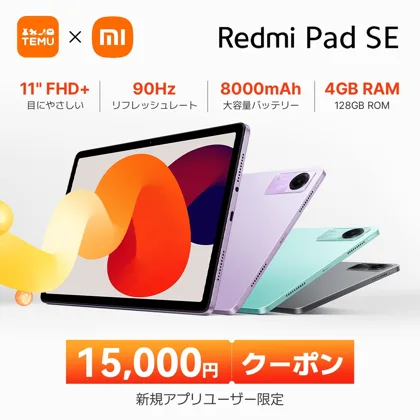 TEMU × mi Redmi Pad SE
11" FHD+ 90Hz 8000mAh 4GB RAM
目にやさしい リフレッシュレート 大容量バッテリー 128GB ROM
15,000円 クーポン
新規アプリユーザー限定